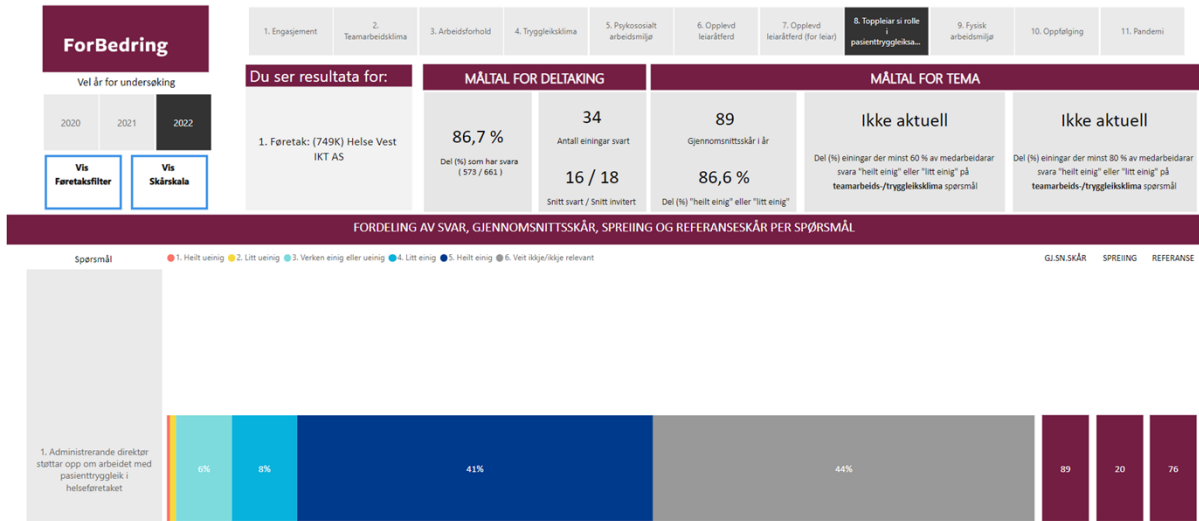 ForBedring
Vel år for undersøking
2020
2021
2022
Vis
Føretaksfilter
Vis
Skårskala
1. Engasjement
2.
Teamarbeidsklima
3. Arbeidsforhold
4. Tryggleiksklima
5. Psykososialt
arbeidsmiljø
6. Opplevd
leiaråtferd
7. Opplevd
leiaråtferd (for leiar)
8. Toppleiar si rolle
i
pasienttryggleiksa...
9. Fysisk
arbeidsmiljø
10. Oppfølging
11. Pandemi
Du ser resultata for:
1. Føretak: (749K) Helse Vest
IKT AS
MÅLTAL FOR DELTAKING
86,7 %
Del (%) som har svara
( 573 / 661 )
34
Antall einingar svart
16 / 18
Snitt svart / Snitt invitert
MÅLTAL FOR TEMA
89
Gjennomsnittsskår i år
86,6 %
Del (%) "heilt einig" eller "litt einig"
Ikke aktuell
Del (%) einingar der minst 60 % av medarbeidarar
svara "heilt einig" eller "litt einig" på
teamarbeids-/tryggleiksklima spørsmål
Ikke aktuell
Del (%) einingar der minst 80 % av medarbeidarar
svara "heilt einig" eller "litt einig" på
teamarbeids-/tryggleiksklima spørsmål
FORDELING AV SVAR, GJENNOMSNITTSSKÅR, SPREIING OG REFERANSESKÅR PER SPØRSMÅL
Spørsmål
1. Heilt ueinig 2. Litt ueinig 3. Verken einig eller ueinig 4. Litt einig 5. Heilt einig 6. Veit ikkje/ikkje relevant
GJ.SN.SKÅR SPREIING REFERANSE
1. Administrerande direktør
støttar opp om arbeidet med
pasienttryggleik i
helseføretaket
6% 8% 41% 44% 89 20 76